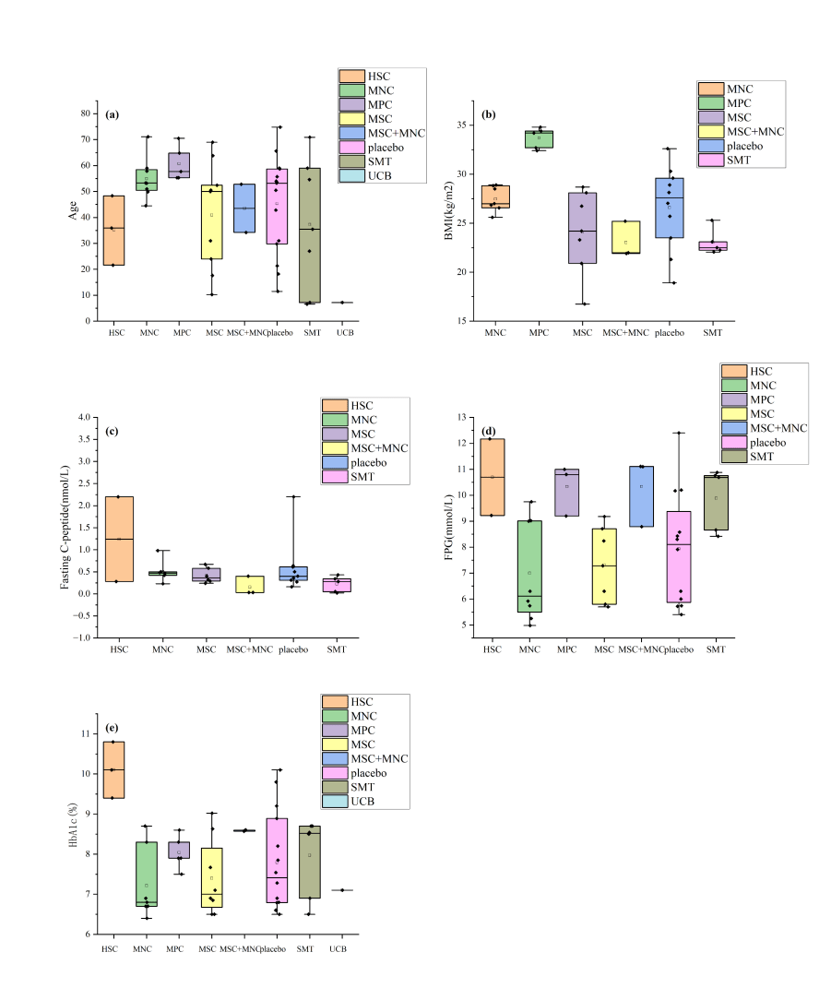 HSC
MNC
MPC
MSC
MSC+MNC
placebo
SMT
UCB
(a)
Age
80
70
60
50
40
30
20
10
0
HSC MNC MPC MSC MSC+MNC placebo SMT UCB
MNC
MPC
MSC
MSC+MNC
placebo
SMT
(b)
BMI(kg/m2)
35
30
25
20
15
MNC MPC MSC MSC+MNC placebo SMT
HSC
MNC
MSC
MSC+MNC
placebo
SMT
(c)
Fasting C-peptide(nmol/L)
4.0
3.5
3.0
2.5
2.0
1.5
1.0
0.5
0.0
−0.5
−1.0
HSC MNC MSC MSC+MNC placebo SMT
HSC
MNC
MPC
MSC
MSC+MNC
placebo
SMT
(d)
FPG(mmol/L)
13
12
11
10
9
8
7
6
5
HSC MNC MPC MSC MSC+MNC placebo SMT
HSC
MNC
MPC
MSC
MSC+MNC
placebo
SMT
UCB
(e)
HbA1c(%)
11
10
9
8
7
6
HSC MNC MPC MSC MSC+MNC placebo SMT UCB